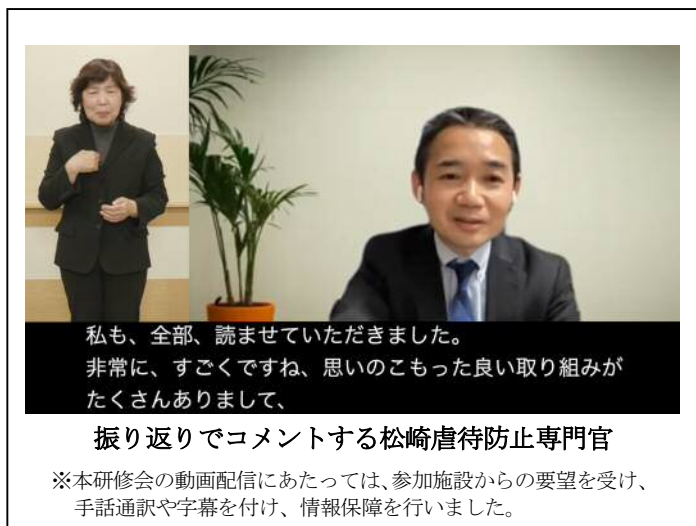 私も、全部、読ませていただきました。
非常に、すごくですね、思いのこもった良い取り組みが
たくさんありまして、
振り返りでコメントする松崎虐待防止専門官
※本研修会の動画配信にあたっては、参加施設からの要望を受け、
手話通訳や字幕を付け、情報保障を行いました。